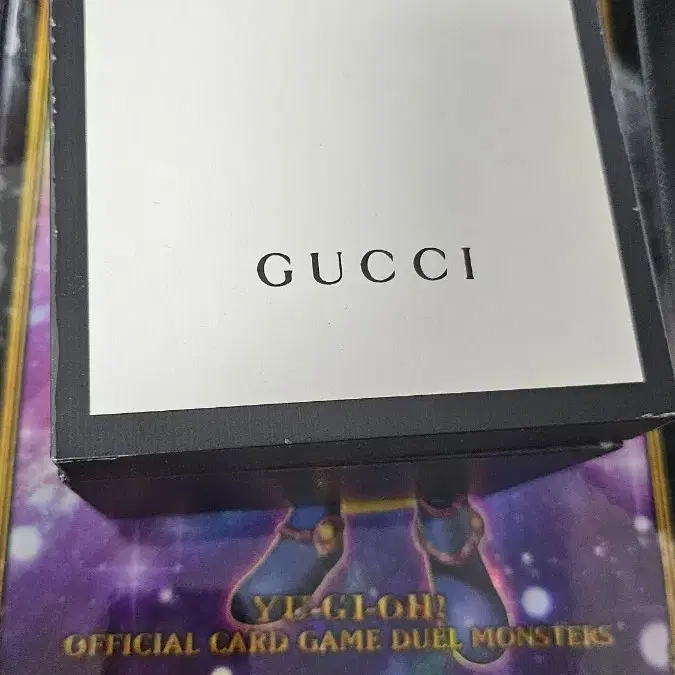 GUCCI
YU-GI-OH!
OFFICIAL CARD GAME DUEL MONSTERS